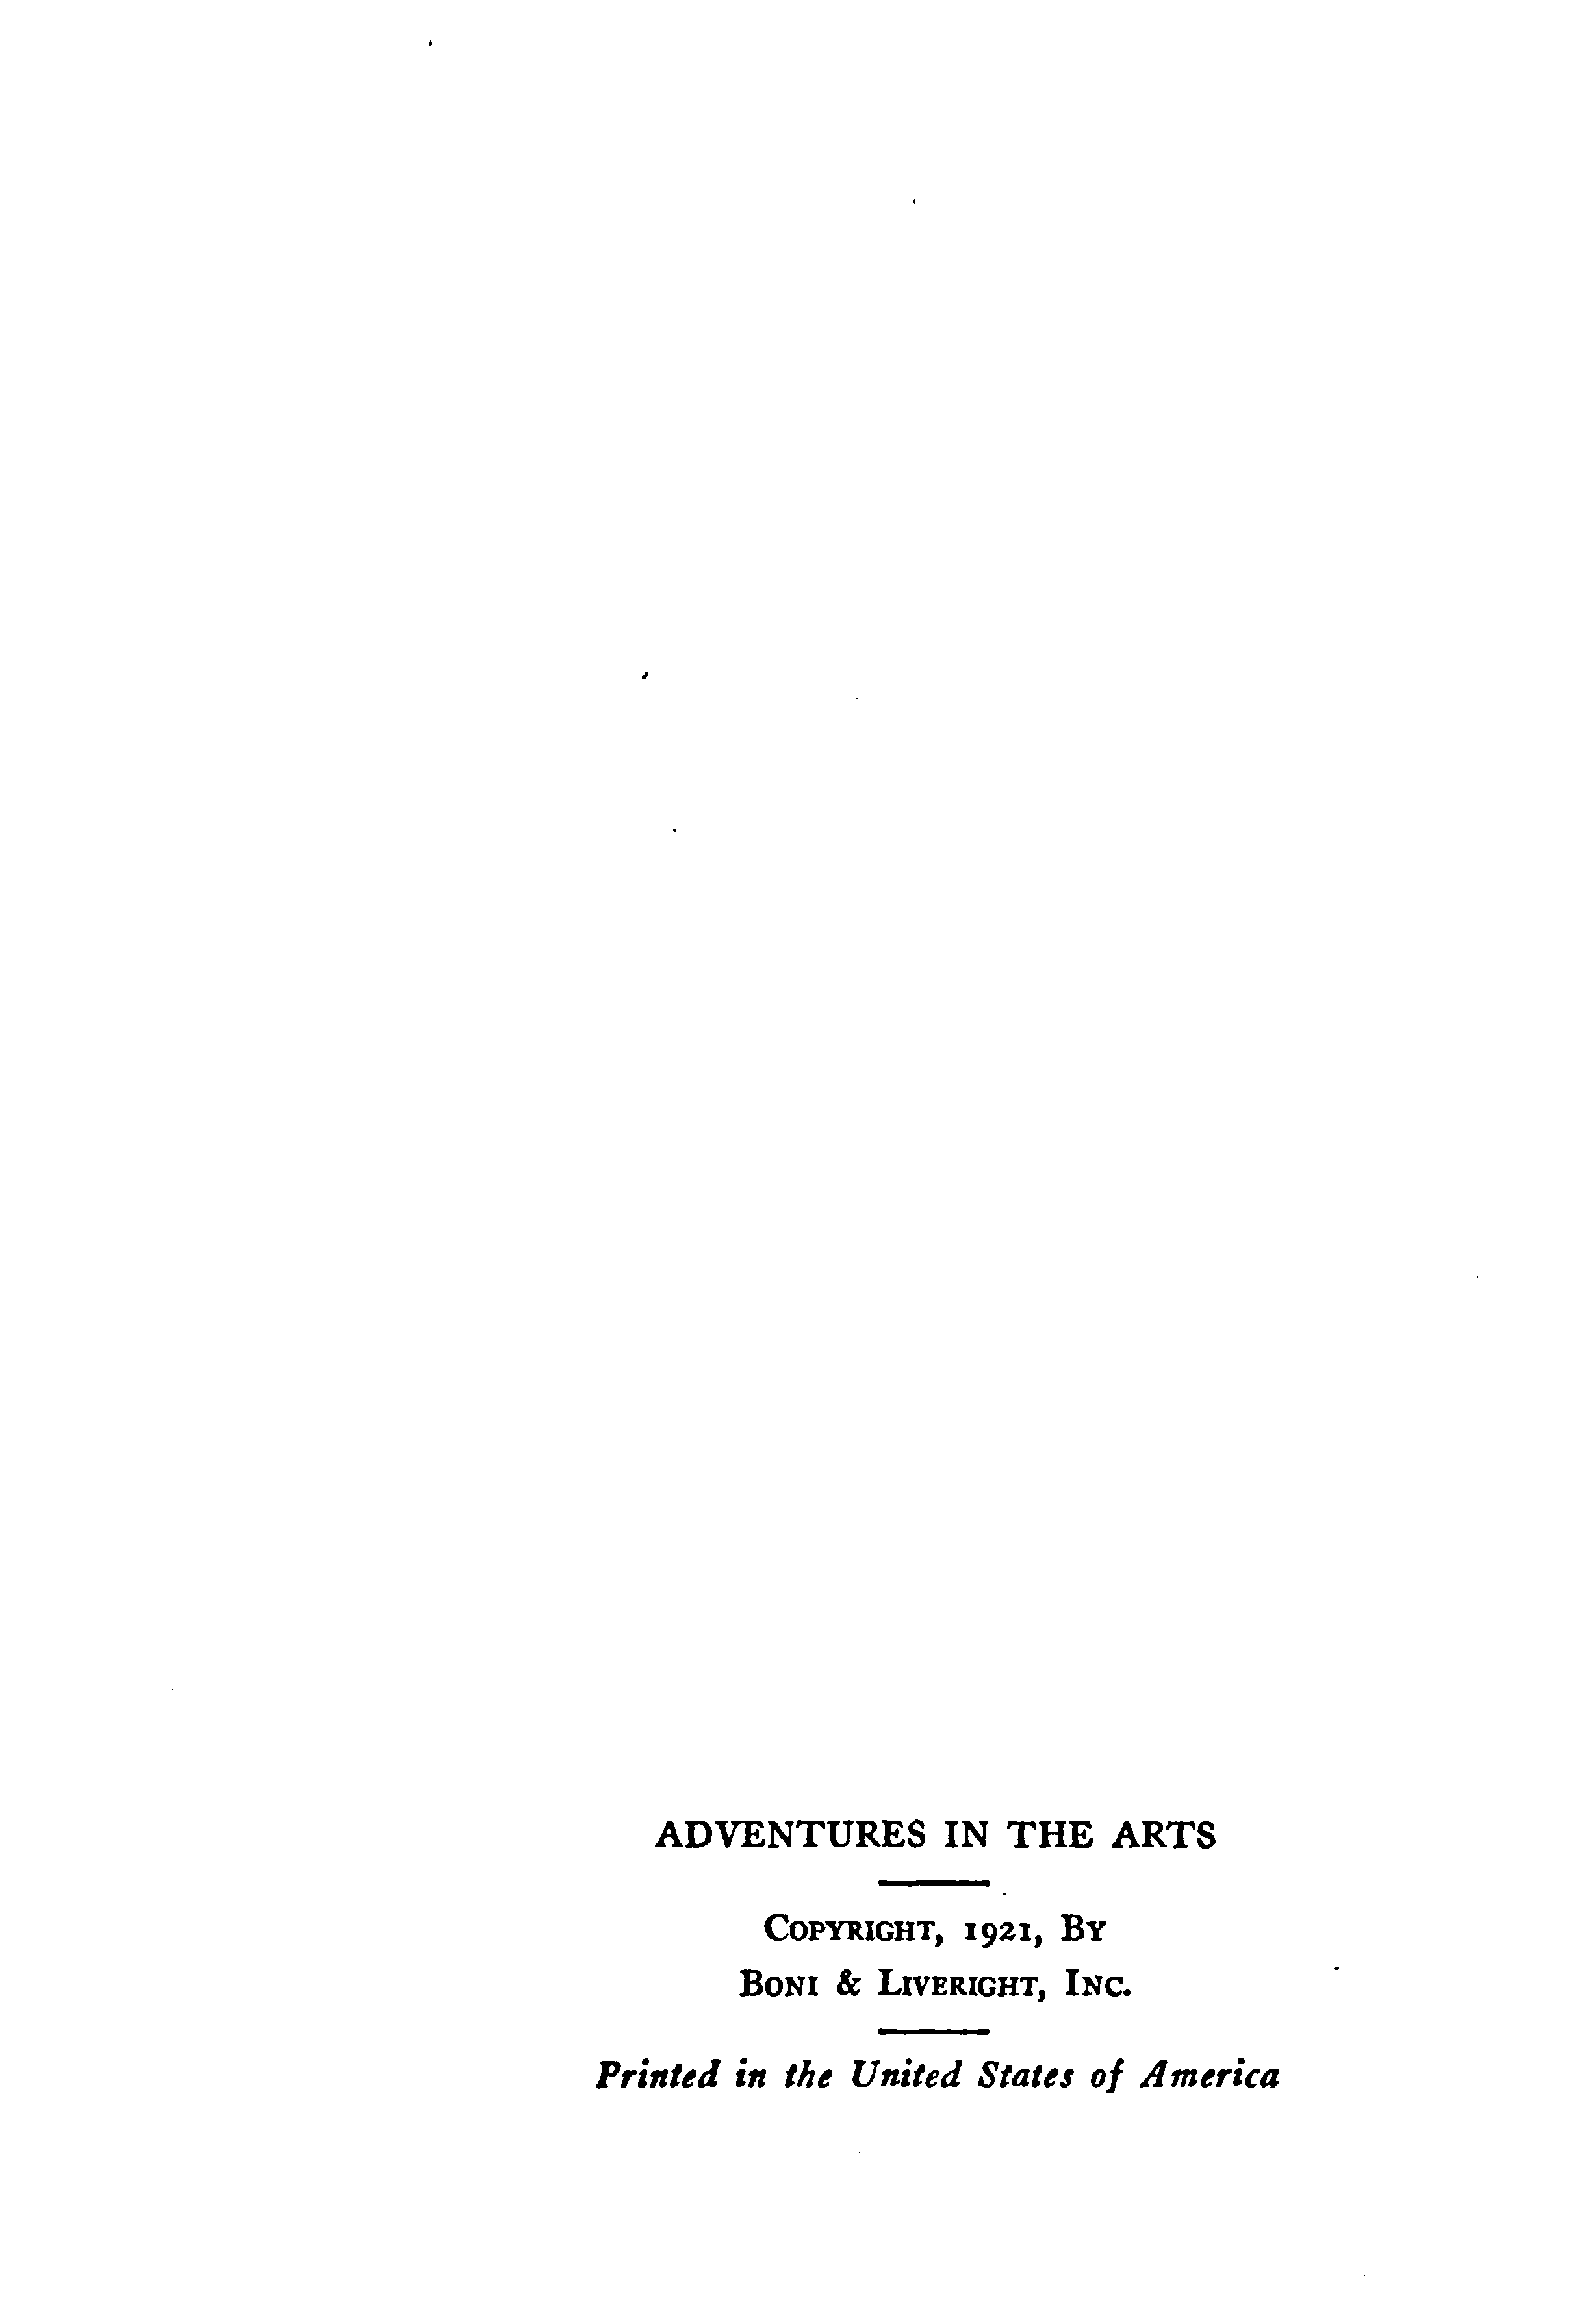 ADVENTURES IN THE ARTS
COPYRIGHT, 1921, BY
BONI & LIVERIGHT, INC.
Printed in the United States of America